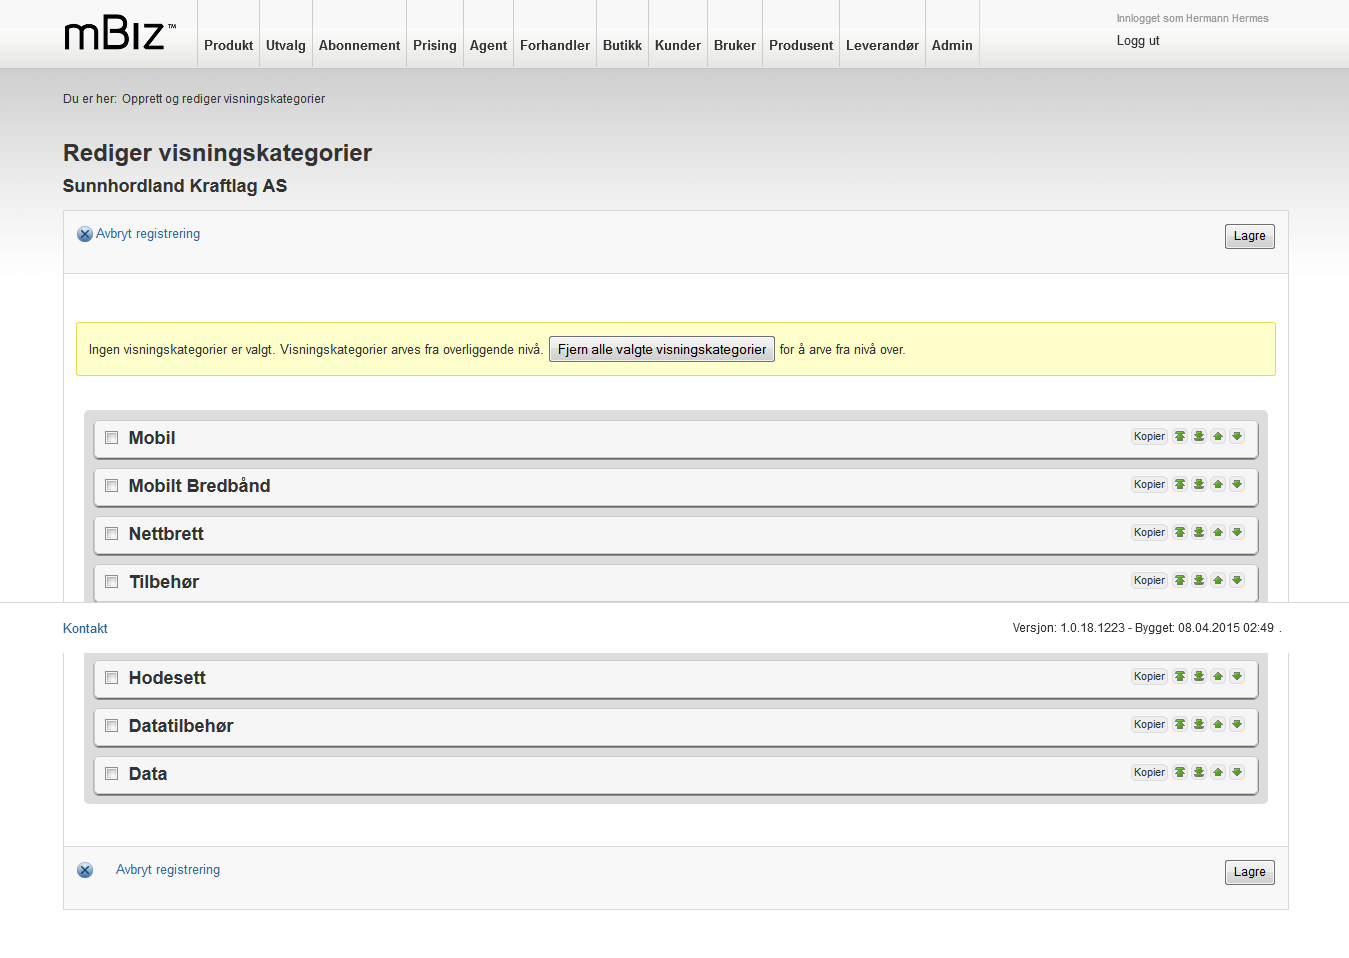 mBiz™
Produkt Utvalg Abonnement Prising Agent Forhandler Butikk Kunder Bruker Produsent Leverandør Admin
Innlogget som Hermann Hermes
Logg ut
Du er her: Opprett og rediger visningskategorier
Rediger visningskategorier
Sunnhordland Kraftlag AS
Avbryt registrering Lagre
Ingen visningskategorier er valgt. Visningskategorier arves fra overliggende nivå. Fjern alle valgte visningskategorier for å arve fra nivå over.
Mobil Kopier
Mobilt Bredbånd Kopier
Nettbrett Kopier
Tilbehør Kopier
Kontakt Versjon: 1.0.18.1223 - Bygget: 08.04.2015 02:49 .
Hodesett Kopier
Datatilbehør Kopier
Data Kopier
Avbryt registrering Lagre